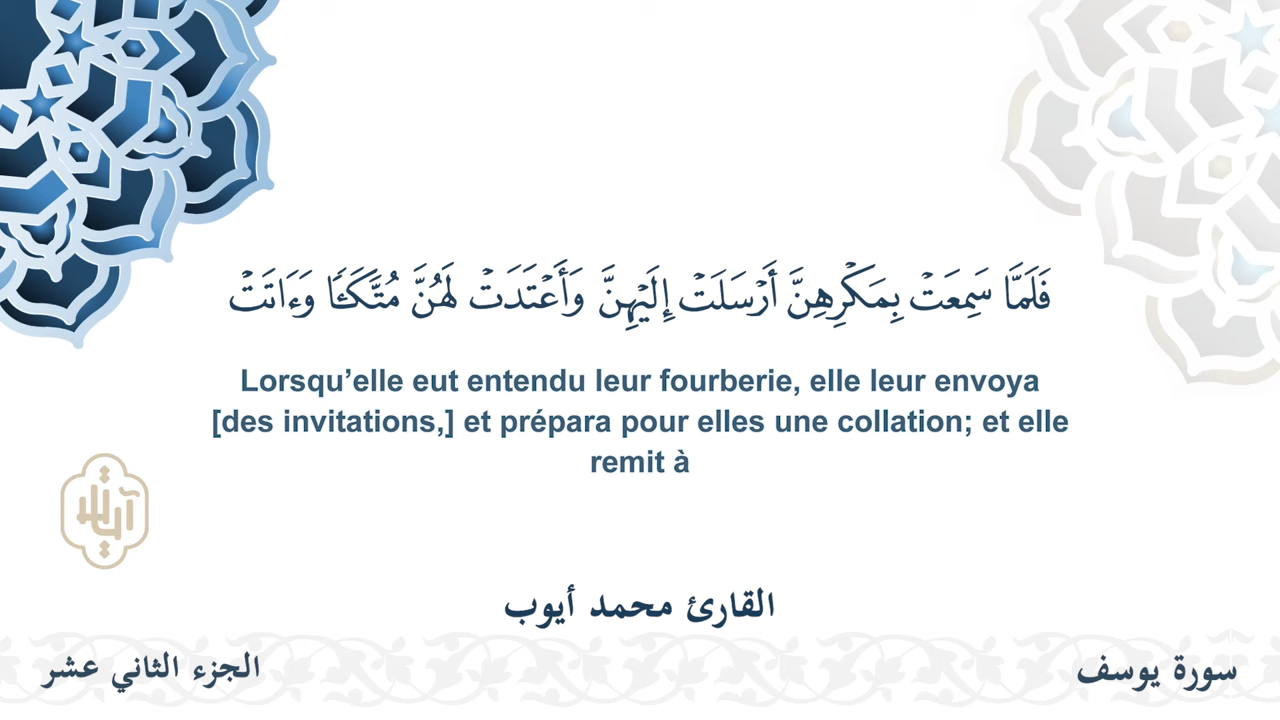 فَلَمَّا سَمِعَتْ بِمَكْرِهِنَّ أَرْسَلَتْ إِلَيْهِنَّ وَأَعْتَدَتْ لَهُنَّ مُتَّكَـًٔا وَءَاتَتْ
Lorsqu’elle eut entendu leur fourberie, elle leur envoya
[des invitations,] et prépara pour elles une collation; et elle
remit à
القارئ محمد أيوب
سورة يوسف
الجزء الثاني عشر